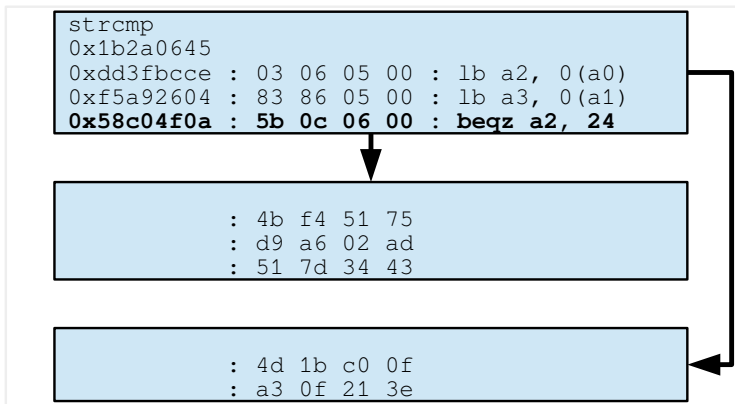 strcmp
0x1b2a0645
0xdd3fbcce : 03 06 05 00 : lb a2, 0(a0)
0xf5a92604 : 83 86 05 00 : lb a3, 0(a1)
0x58c04f0a : 5b 0c 06 00 : beqz a2, 24
: 4b f4 51 75
: d9 a6 02 ad
: 51 7d 34 43
: 4d 1b c0 0f
: a3 0f 21 3e